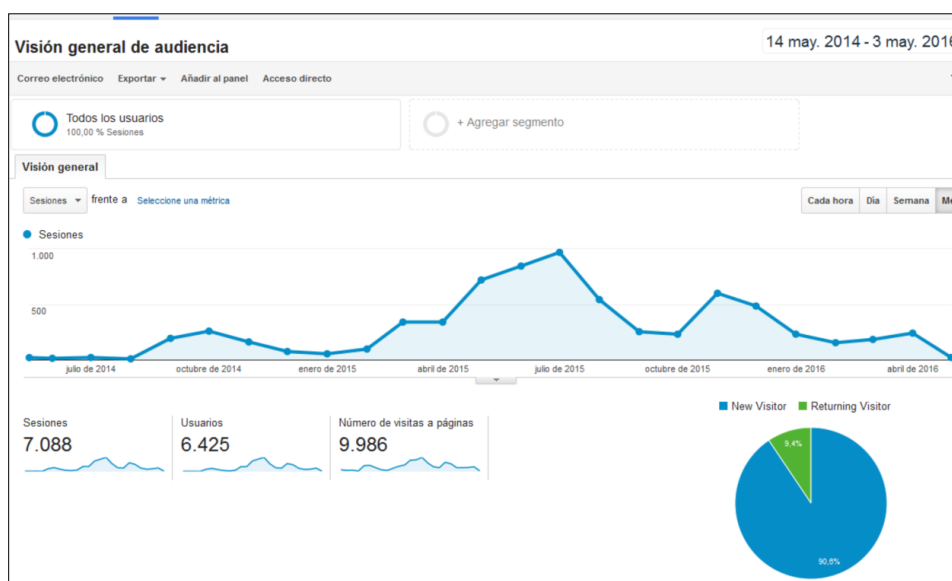 Visión general de audiencia
14 may. 2014 - 3 may. 2016
Correo electrónico Exportar Añadir al panel Acceso directo
Todos los usuarios
100,00 % Sesiones
+ Agregar segmento
Visión general
Sesiones frente a Seleccione una métrica
Cada hora Día Semana
Sesiones
1.000
500
julio de 2014 octubre de 2014 enero de 2015 abril de 2015 julio de 2015 octubre de 2015 enero de 2016 abril de 2016
New Visitor Returning Visitor
Sesiones
7.088
Usuarios
6.425
Número de visitas a páginas
9.986
9,4%
90,6%